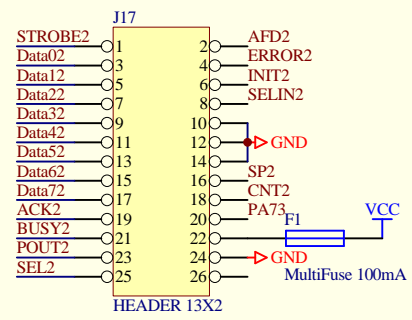 J17
STROBE2 1 2 AFD2
Data02 3 4 ERROR2
Data12 5 6 INIT2
Data22 7 8 SELIN2
Data32 9 10
Data42 11 12 GND
Data52 13 14
Data62 15 16 SP2
Data72 17 18 CNT2
ACK2 19 20 PA73 F1 VCC
BUSY2 21 22
POUT2 23 24 GND
SEL2 25 26 MultiFuse 100mA
HEADER 13X2